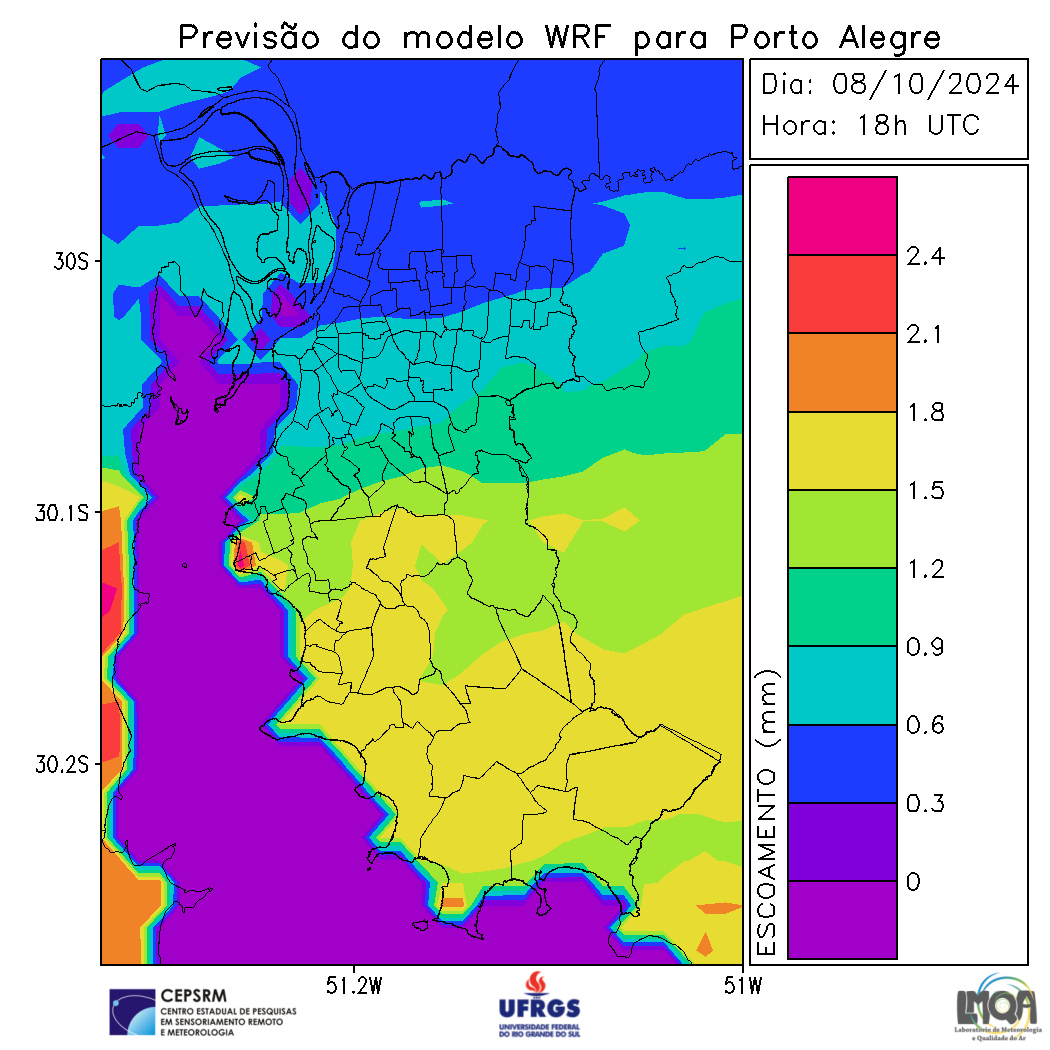 Previsão do modelo WRF para Porto Alegre
Dia: 08/10/2024
Hora: 18h UTC
30S
30.1S
30.2S
51.2W
51W
ESCOAMENTO (mm)
2.4
2.1
1.8
1.5
1.2
0.9
0.6
0.3
0
CEPSRM
CENTRO ESTADUAL DE PESQUISAS
EM SENSORIAMENTO REMOTO
E METEOROLOGIA
UFRGS
UNIVERSIDADE FEDERAL
DO RIO GRANDE DO SUL
LMQA
Laboratório de Meteorologia
e Qualidade do Ar